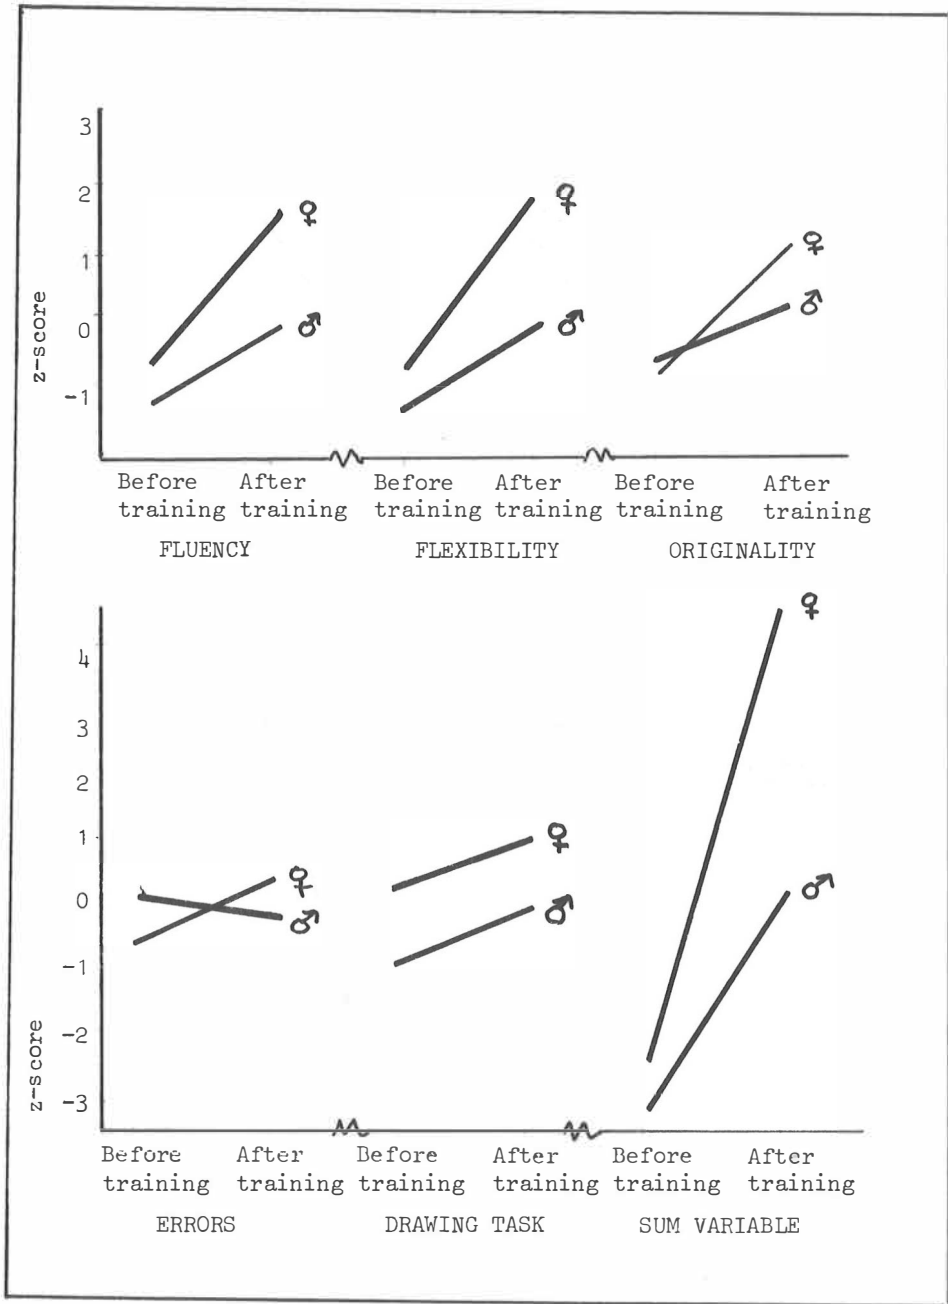 3
2
♀ ♀
1 ♀
0 ♂ ♂ ♂
z-score
-1
Before After Before After Before After
training training training training training training
FLUENCY FLEXIBILITY ORIGINALITY
♀
4
3
2
1 ♀
0 ♀ ♂
♂ ♂
-1
-2
z-score
-3
Before After Before After Before After
training training training training training training
ERRORS DRAWING TASK SUM VARIABLE